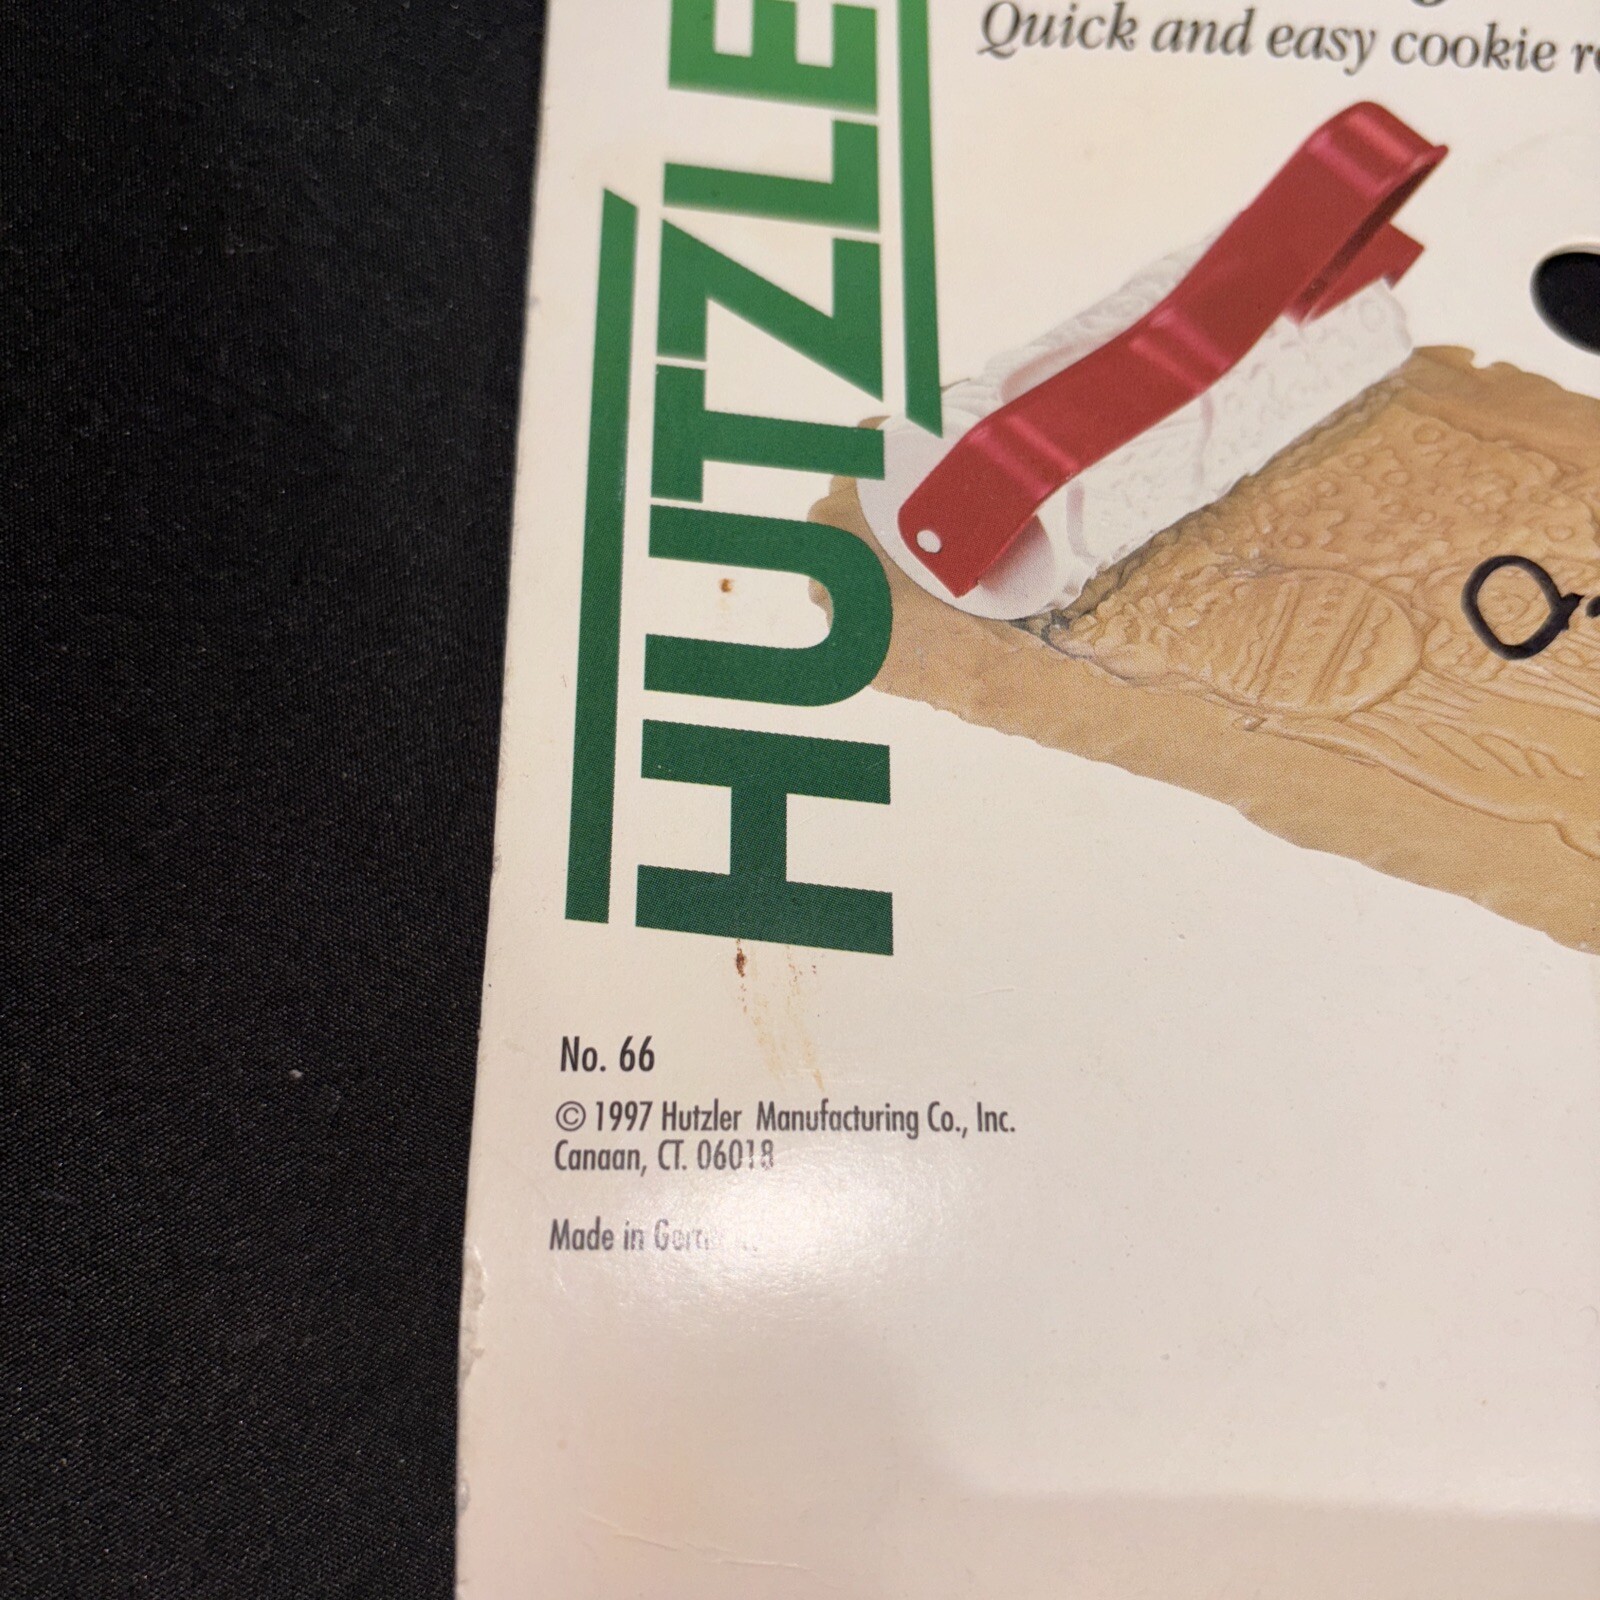 Quick and easy cookie
HUTZLE
No. 66
© 1997 Hutzler Manufacturing Co., Inc.
Canaan, CT. 06018
Made in